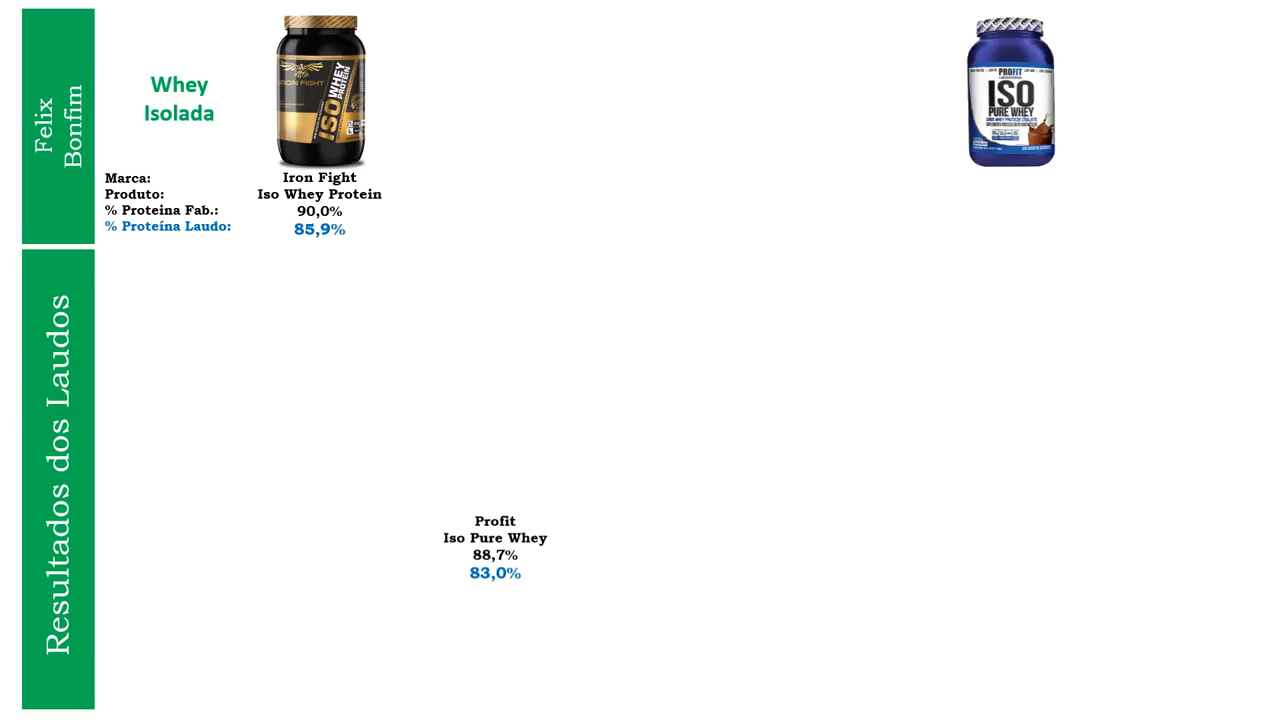 Felix
Bonfim
Whey
Isolada
IRON FIGHT
ISO WHEY
PROTEIN
PROFIT
ISO
PURE WHEY
Marca:
Produto:
% Proteina Fab.:
% Proteína Laudo:
Iron Fight
Iso Whey Protein
90,0%
85,9%
Resultados dos Laudos
Profit
Iso Pure Whey
88,7%
83,0%